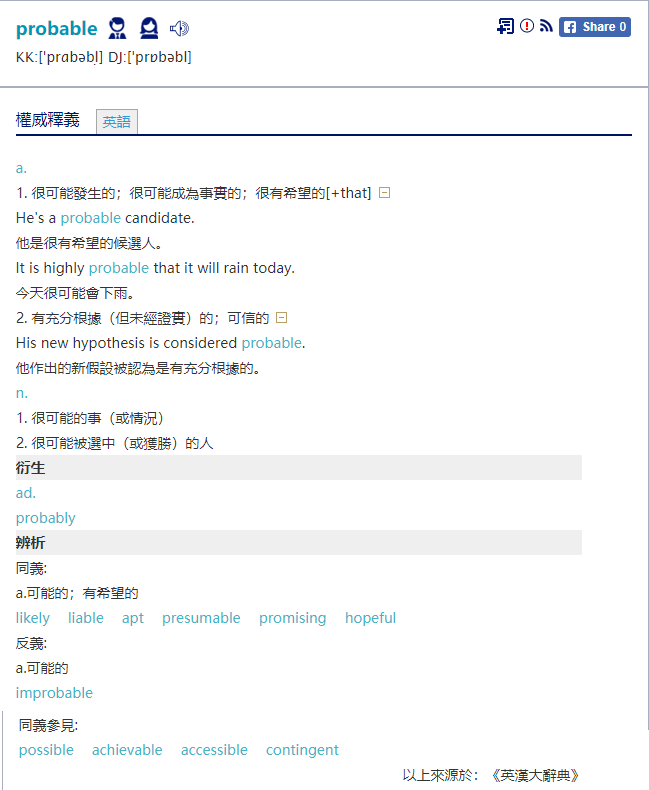 probable
Share 0
KK:[ˈprɑbəbl̩] DJ:[ˈprɒbəbl]
權威釋義 英語
a.
1. 很可能發生的；很可能成為事實的；很有希望的[+that]
He's a probable candidate.
他是很有希望的候選人。
It is highly probable that it will rain today.
今天很可能會下雨。
2. 有充分根據（但未經證實）的；可信的
His new hypothesis is considered probable.
他作出的新假設被認為是有充分根據的。
n.
1. 很可能的事（或情況）
2. 很可能被選中（或獲勝）的人
衍生
ad.
probably
辨析
同義:
a.可能的；有希望的
likely liable apt presumable promising hopeful
反義:
a.可能的
improbable
同義參見:
possible achievable accessible contingent
以上來源於：《英漢大辭典》